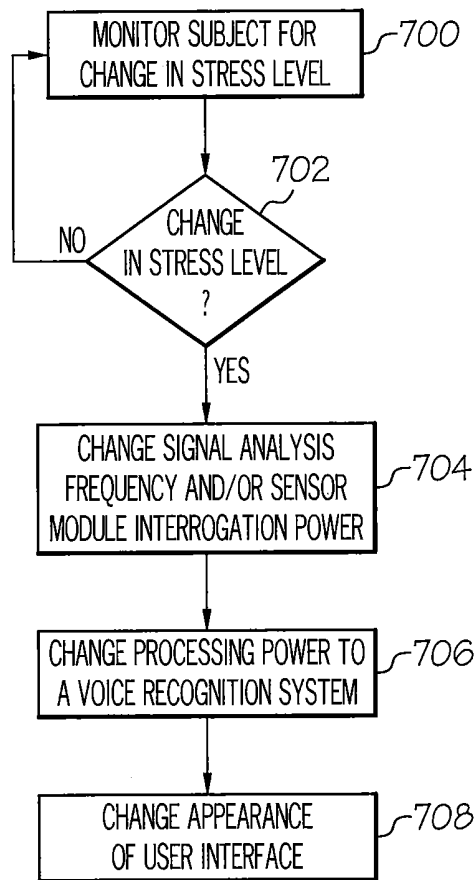 MONITOR SUBJECT FOR
CHANGE IN STRESS LEVEL
700
702
CHANGE
IN STRESS LEVEL
?
NO
YES
CHANGE SIGNAL ANALYSIS
FREQUENCY AND/OR SENSOR
MODULE INTERROGATION POWER
704
CHANGE PROCESSING POWER TO
A VOICE RECOGNITION SYSTEM
706
CHANGE APPEARANCE
OF USER INTERFACE
708